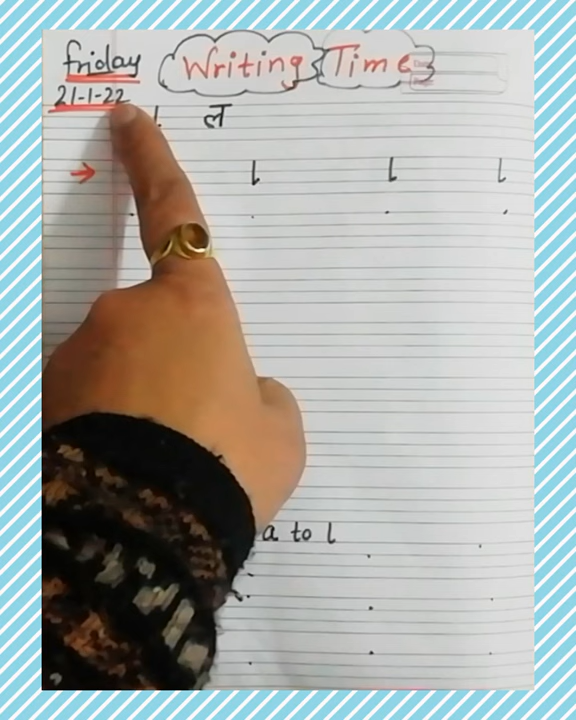 friday Writing Time
21-1-22
l ल
→ l l l
a to l